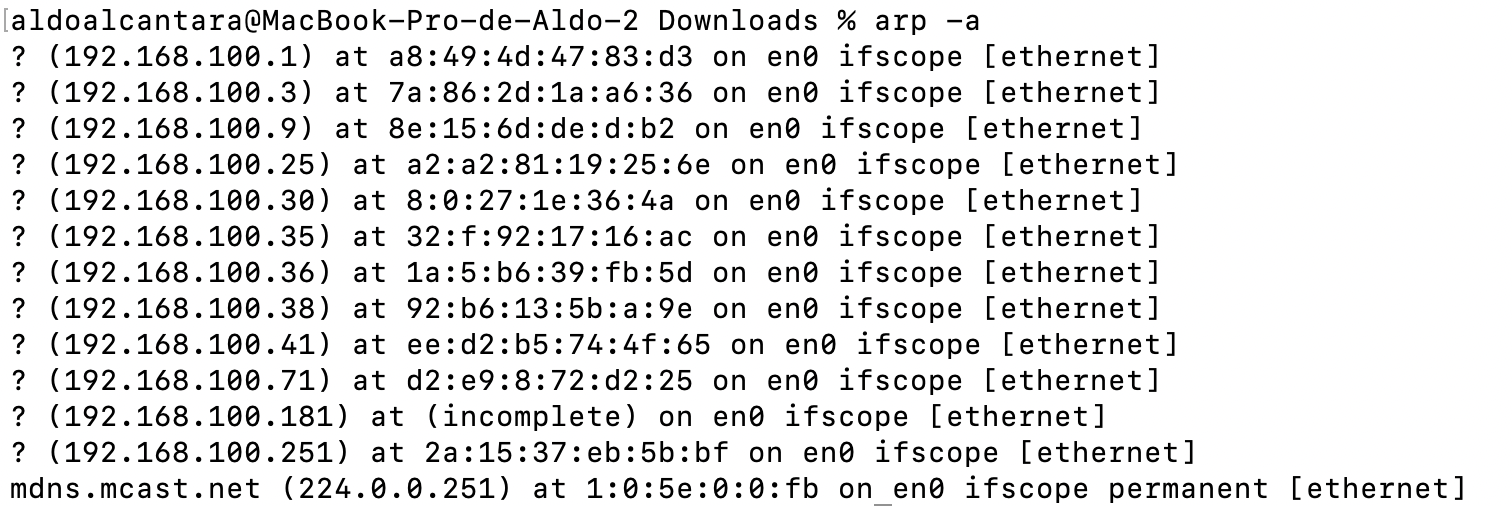 [aldoalcantara@MacBook-Pro-de-Aldo-2 Downloads % arp -a
? (192.168.100.1) at a8:49:4d:47:83:d3 on en0 ifscope [ethernet]
? (192.168.100.3) at 7a:86:2d:1a:a6:36 on en0 ifscope [ethernet]
? (192.168.100.9) at 8e:15:6d:de:d:b2 on en0 ifscope [ethernet]
? (192.168.100.25) at a2:a2:81:19:25:6e on en0 ifscope [ethernet]
? (192.168.100.30) at 8:0:27:1e:36:4a on en0 ifscope [ethernet]
? (192.168.100.35) at 32:f:92:17:16:ac on en0 ifscope [ethernet]
? (192.168.100.36) at 1a:5:b6:39:fb:5d on en0 ifscope [ethernet]
? (192.168.100.38) at 92:b6:13:5b:a:9e on en0 ifscope [ethernet]
? (192.168.100.41) at ee:d2:b5:74:4f:65 on en0 ifscope [ethernet]
? (192.168.100.71) at d2:e9:8:72:d2:25 on en0 ifscope [ethernet]
? (192.168.100.181) at (incomplete) on en0 ifscope [ethernet]
? (192.168.100.251) at 2a:15:37:eb:5b:bf on en0 ifscope [ethernet]
mdns.mcast.net (224.0.0.251) at 1:0:5e:0:0:fb on en0 ifscope permanent [ethernet]